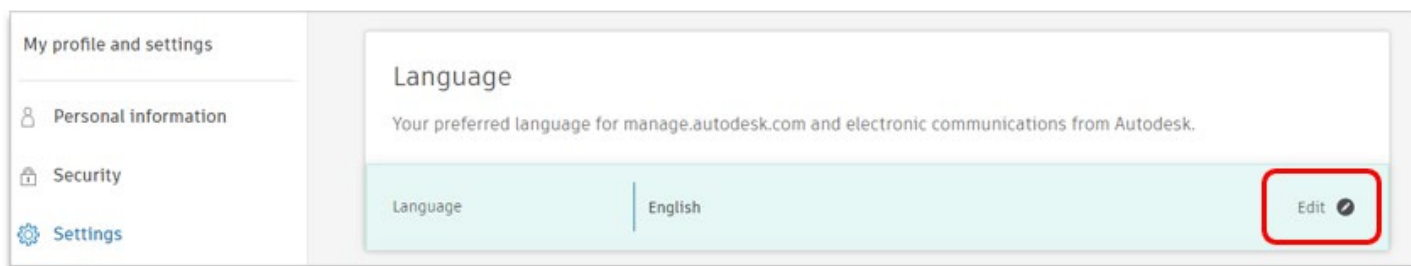 My profile and settings
Personal information
Security
Settings
Language
Your preferred language for manage.autodesk.com and electronic communications from Autodesk.
Language English Edit